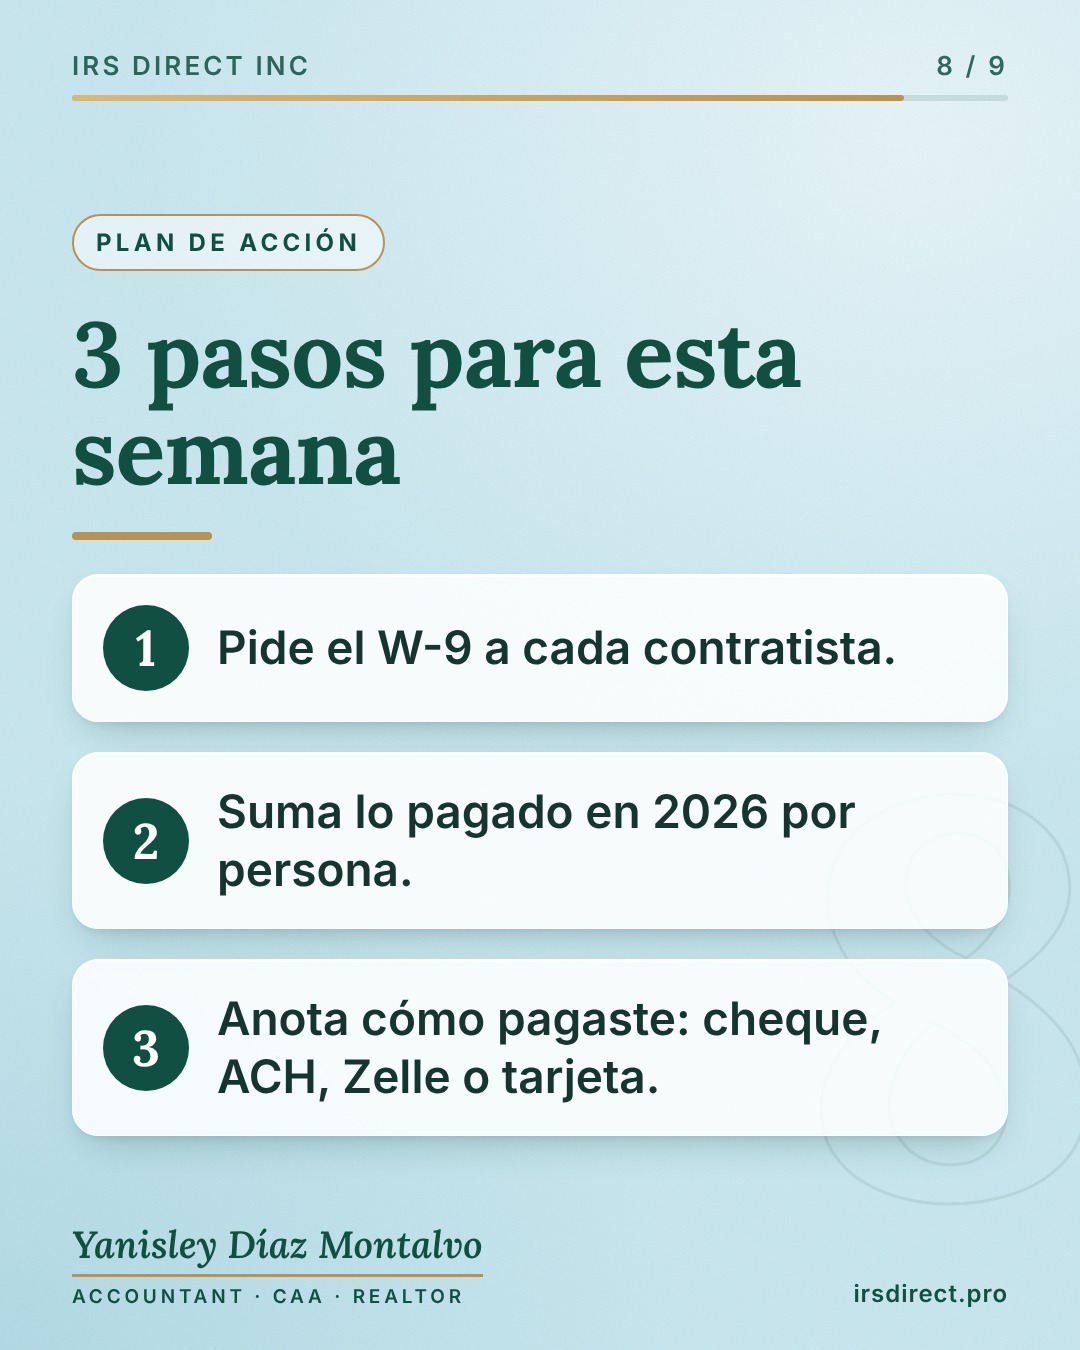 IRS DIRECT INC
8 / 9
PLAN DE ACCIÓN
3 pasos para esta
semana
1
Pide el W-9 a cada contratista.
2
Suma lo pagado en 2026 por
persona.
3
Anota cómo pagaste: cheque,
ACH, Zelle o tarjeta.
8
Yanisley Díaz Montalvo
ACCOUNTANT · CAA · REALTOR
irsdirect.pro